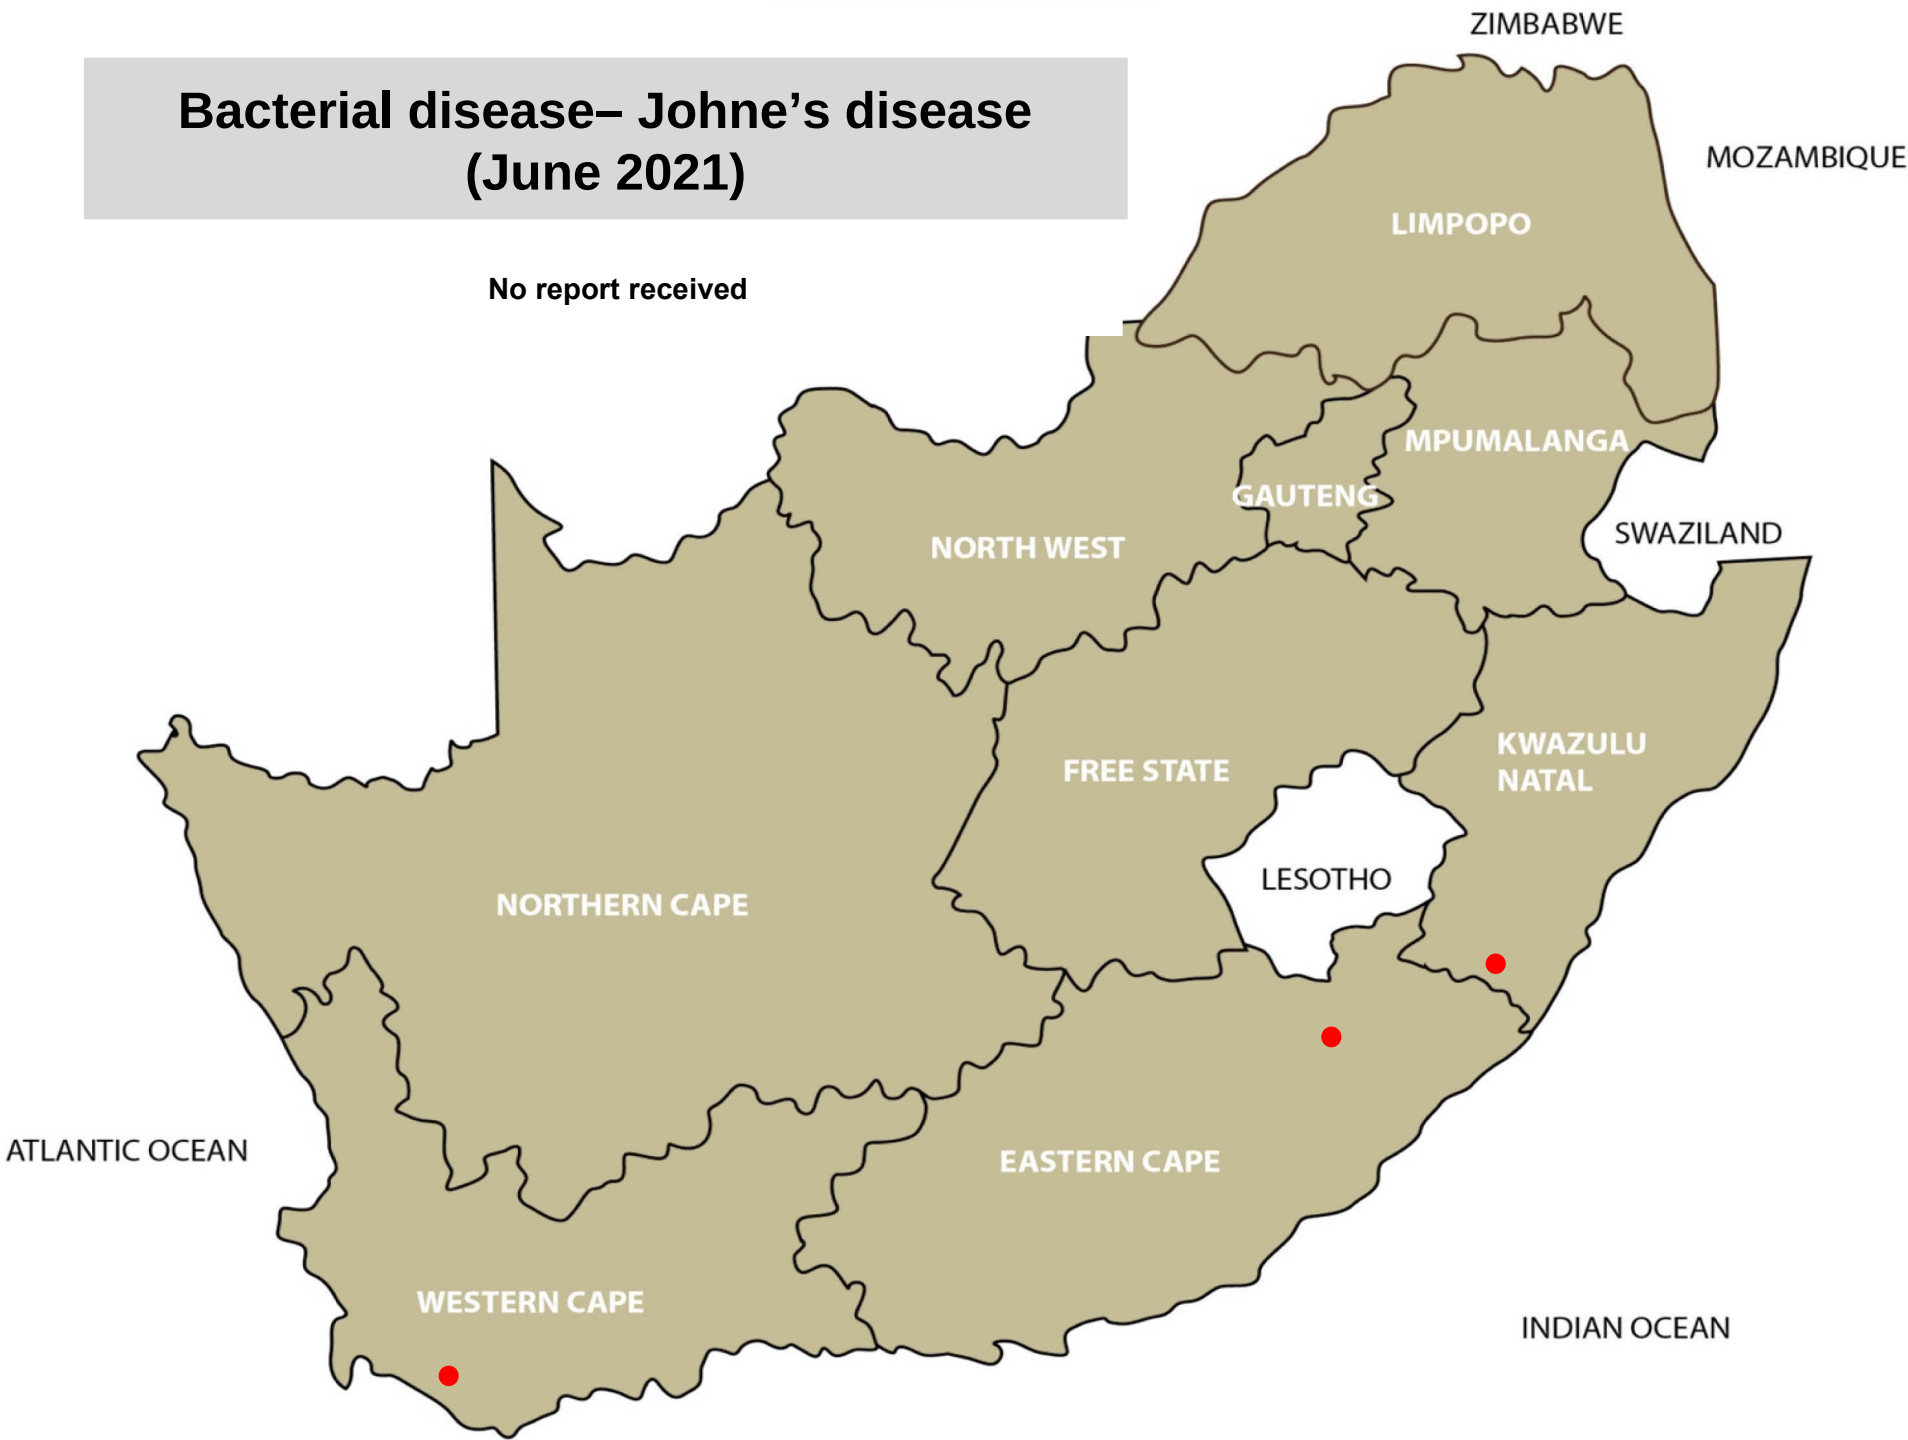 ZIMBABWE
Bacterial disease– Johne’s disease
(June 2021)
MOZAMBIQUE
LIMPOPO
No report received
MPUMALANGA
GAUTENG
SWAZILAND
NORTH WEST
KWAZULU
NATAL
FREE STATE
LESOTHO
NORTHERN CAPE
ATLANTIC OCEAN
EASTERN CAPE
WESTERN CAPE
INDIAN OCEAN